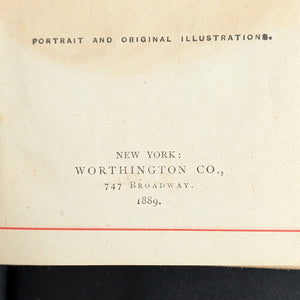 PORTRAIT AND ORIGINAL ILLUSTRATIONS.
NEW YORK:
WORTHINGTON CO.,
747 BROADWAY.
1889.